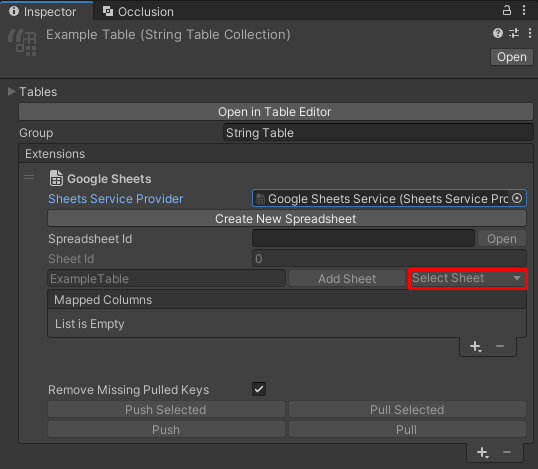 Inspector
Occlusion
Example Table (String Table Collection)
Open
Tables
Open in Table Editor
Group
String Table
Extensions
Google Sheets
Sheets Service Provider
Google Sheets Service (Sheets Service Pro
Create New Spreadsheet
Spreadsheet Id
Open
Sheet Id
0
ExampleTable
Add Sheet
Select Sheet
Mapped Columns
List is Empty
Remove Missing Pulled Keys
Push Selected
Pull Selected
Push
Pull